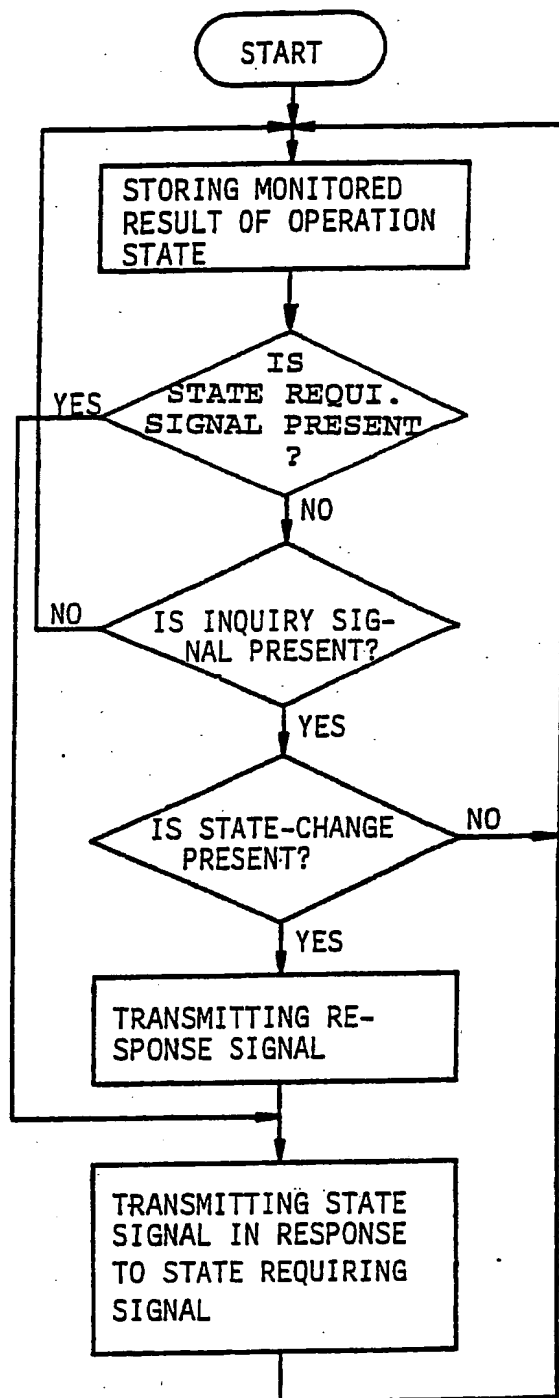 START
STORING MONITORED
RESULT OF OPERATION
STATE
IS
STATE REQUI.
SIGNAL PRESENT
?
YES
NO
IS INQUIRY SIG-
NAL PRESENT?
NO
YES
IS STATE-CHANGE
PRESENT?
NO
YES
TRANSMITTING RE-
SPONSE SIGNAL
TRANSMITTING STATE
SIGNAL IN RESPONSE
TO STATE REQUIRING
SIGNAL